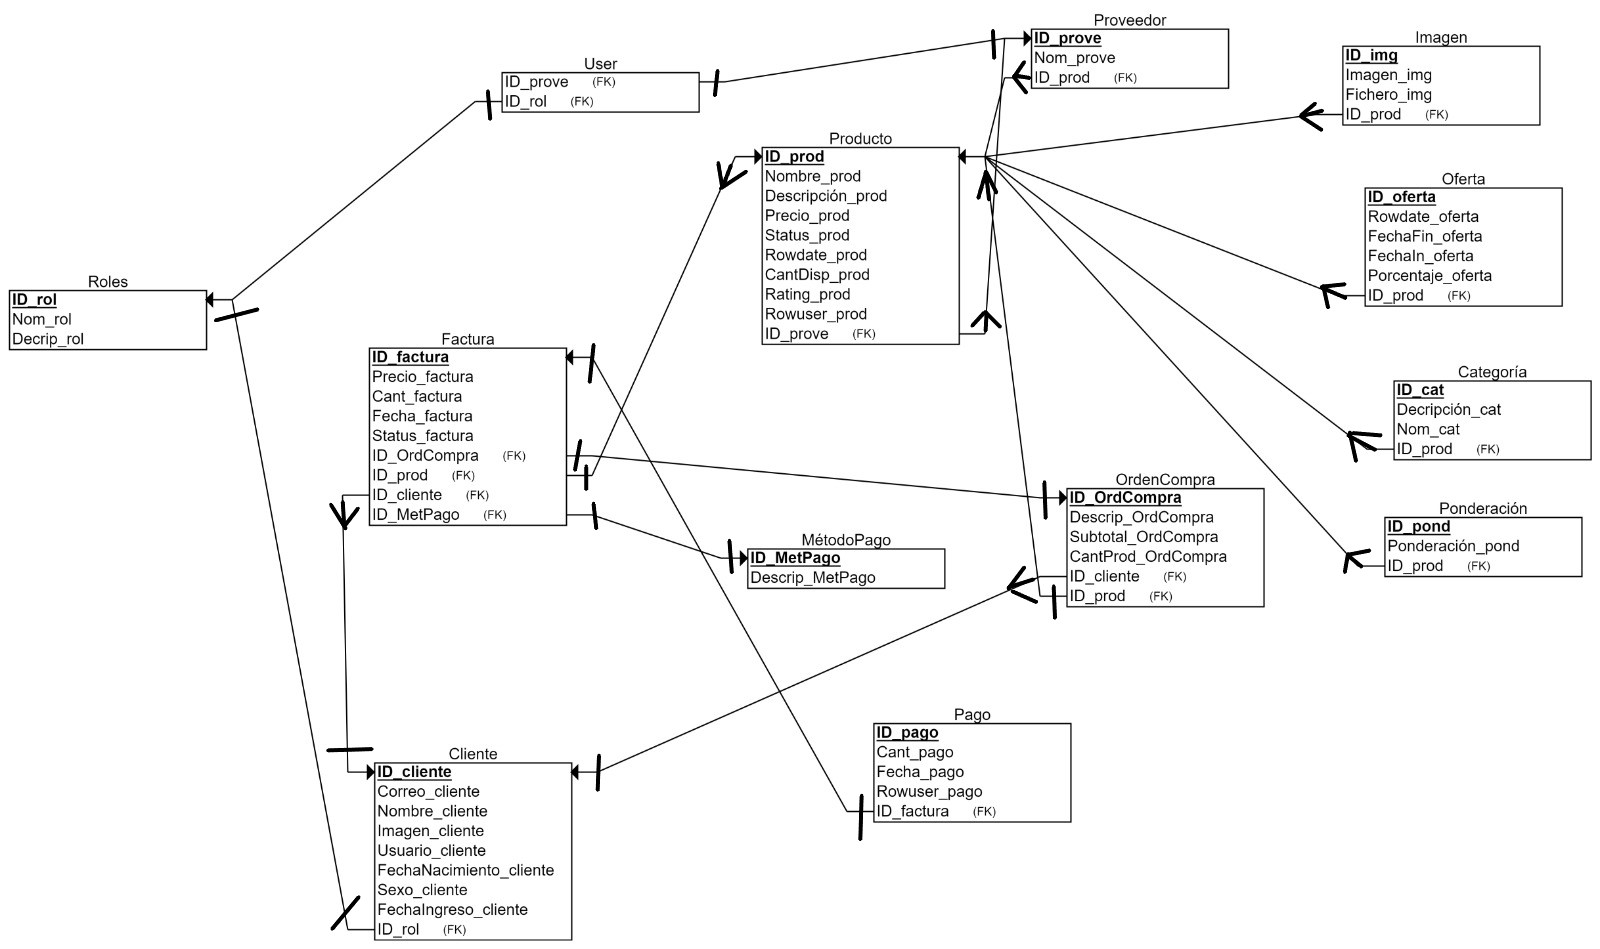 Proveedor
ID_prove
Nom_prove
ID_prod (FK)
Imagen
ID_img
Imagen_img
Fichero_img
ID_prod (FK)
User
ID_prove (FK)
ID_rol (FK)
Producto
ID_prod
Nombre_prod
Descripción_prod
Precio_prod
Status_prod
Rowdate_prod
CantDisp_prod
Rating_prod
Rowuser_prod
ID_prove (FK)
Oferta
ID_oferta
Rowdate_oferta
FechaFin_oferta
FechaIn_oferta
Porcentaje_oferta
ID_prod (FK)
Roles
ID_rol
Nom_rol
Decrip_rol
Factura
ID_factura
Precio_factura
Cant_factura
Fecha_factura
Status_factura
ID_OrdCompra (FK)
ID_prod (FK)
ID_cliente (FK)
ID_MetPago (FK)
Categoría
ID_cat
Decripción_cat
Nom_cat
ID_prod (FK)
OrdenCompra
ID_OrdCompra
Descrip_OrdCompra
Subtotal_OrdCompra
CantProd_OrdCompra
ID_cliente (FK)
ID_prod (FK)
Ponderación
ID_pond
Ponderación_pond
ID_prod (FK)
MétodoPago
ID_MetPago
Descrip_MetPago
Pago
ID_pago
Cant_pago
Fecha_pago
Rowuser_pago
ID_factura (FK)
Cliente
ID_cliente
Correo_cliente
Nombre_cliente
Imagen_cliente
Usuario_cliente
FechaNacimiento_cliente
Sexo_cliente
FechaIngreso_cliente
ID_rol (FK)